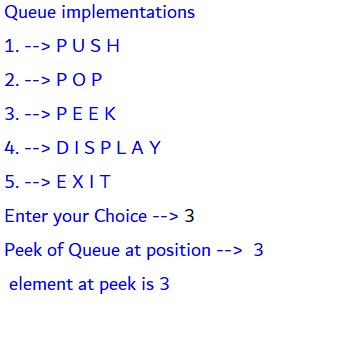 Queue implementations
1. --> P U S H
2. --> P O P
3. --> P E E K
4. --> D I S P L A Y
5. --> E X I T
Enter your Choice --> 3
Peek of Queue at position -->  3
 element at peek is 3